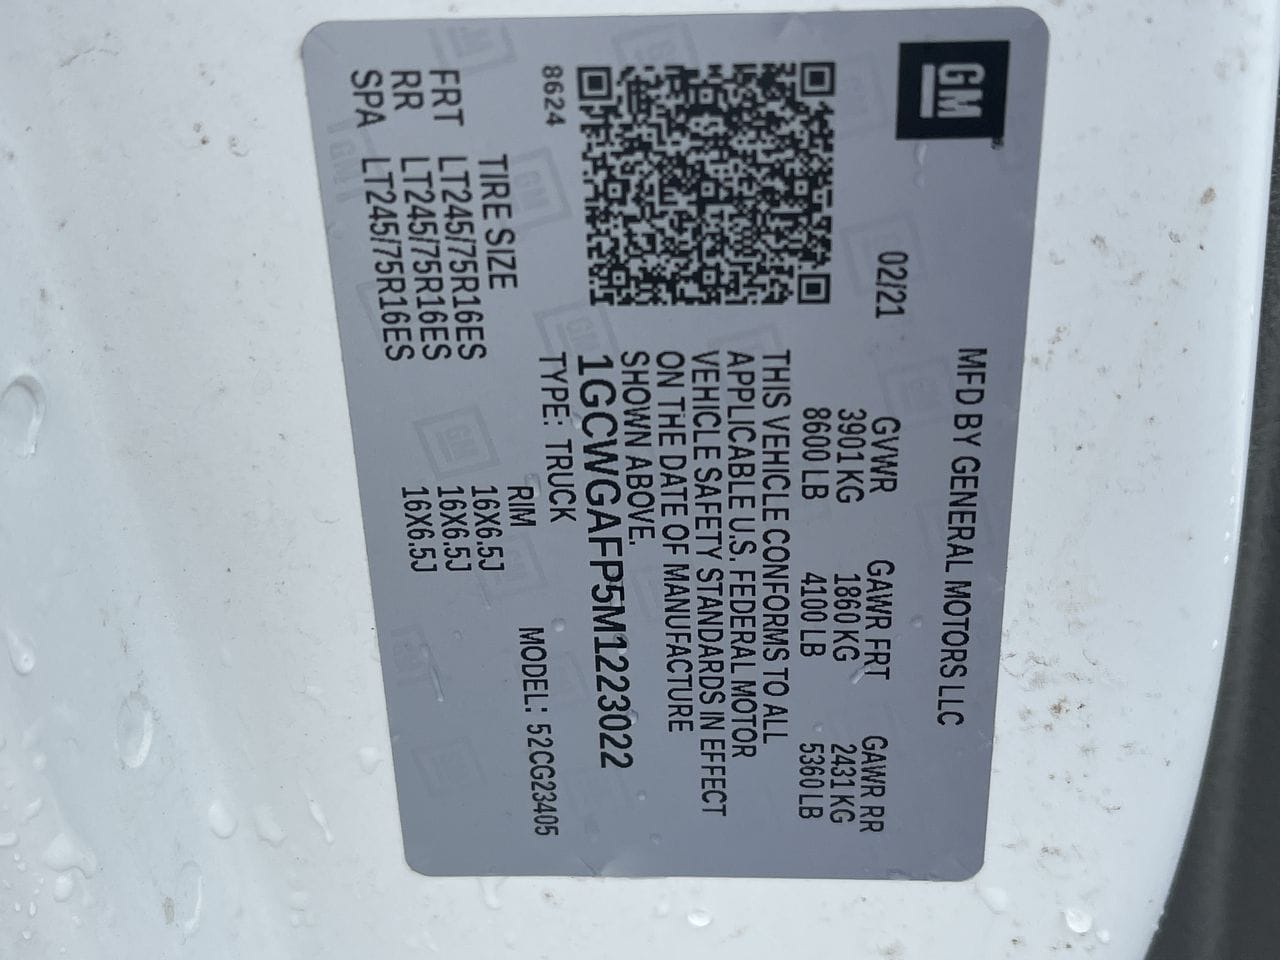 GM
MFD BY GENERAL MOTORS LLC
02/21
GVWR GAWR FRT GAWR RR
3901 KG 1860 KG 2431 KG
8600 LB 4100 LB 5360 LB
THIS VEHICLE CONFORMS TO ALL
APPLICABLE U.S. FEDERAL MOTOR
VEHICLE SAFETY STANDARDS IN EFFECT
ON THE DATE OF MANUFACTURE
SHOWN ABOVE.
1GCWGAFP5M1223022
8624
TYPE: TRUCK MODEL: 52CG23405
TIRE SIZE RIM
FRT LT245/75R16ES 16X6.5J
RR LT245/75R16ES 16X6.5J
SPA LT245/75R16ES 16X6.5J